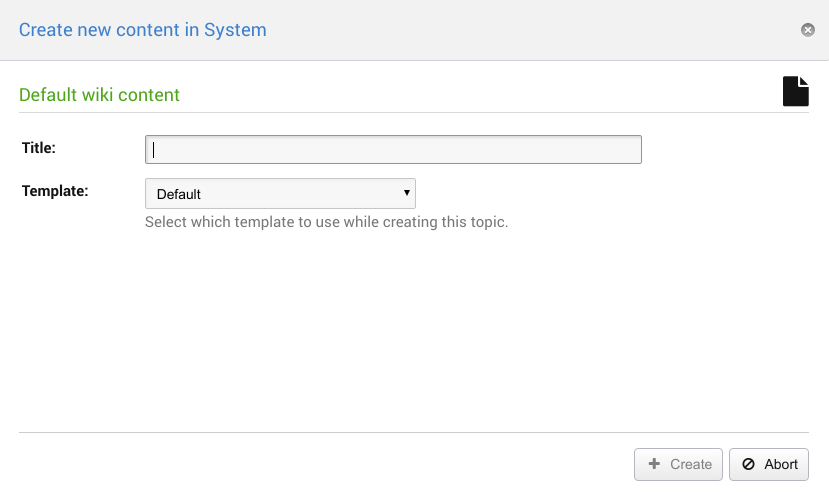 Create new content in System
Default wiki content
Title:
Template:
Default
Select which template to use while creating this topic.
Create
Abort